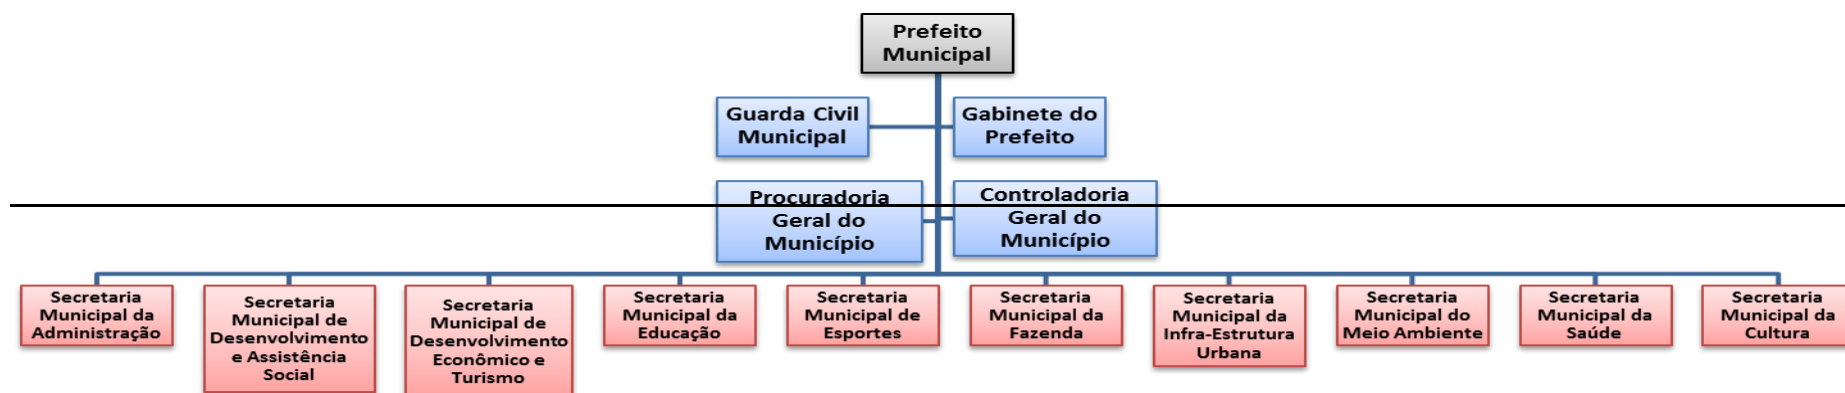 Prefeito
Municipal
Guarda Civil
Municipal
Gabinete do
Prefeito
Procuradoria
Geral do
Município
Controladoria
Geral do
Município
Secretaria
Municipal da
Administração
Secretaria
Municipal de
Desenvolvimento
e Assistência
Social
Secretaria
Municipal de
Desenvolvimento
Econômico e
Turismo
Secretaria
Municipal da
Educação
Secretaria
Municipal de
Esportes
Secretaria
Municipal da
Fazenda
Secretaria
Municipal da
Infra-Estrutura
Urbana
Secretaria
Municipal do
Meio Ambiente
Secretaria
Municipal da
Saúde
Secretaria
Municipal da
Cultura